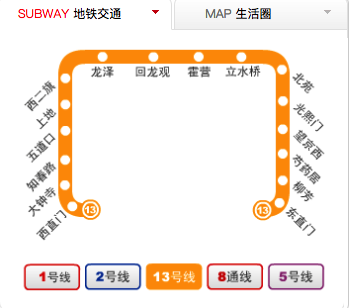 SUBWAY 地铁交通
MAP 生活圈
龙泽
回龙观
霍营
立水桥
西二旗
上地
五道口
知春路
大钟寺
西直门
北苑
光熙门
望京西
芍药居
柳芳
东直门
13
13
1号线
2号线
13号线
8通线
5号线